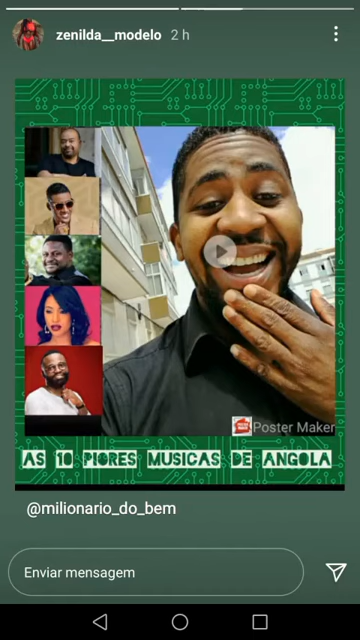 zenilda__modelo 2 h
Poster Maker
AS 10 PIORES MUSICAS DE ANGOLA
@milionario_do_bem
Enviar mensagem